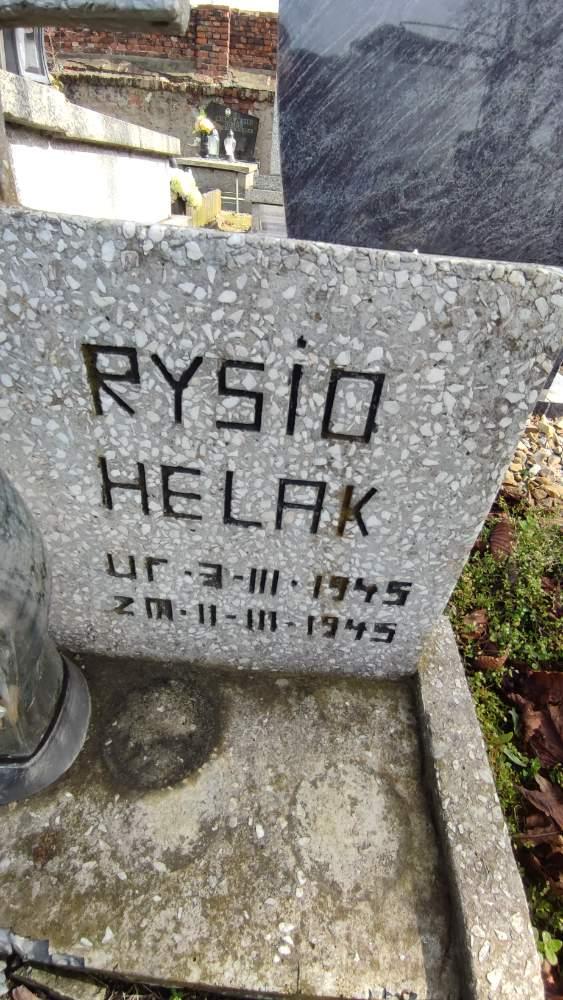 RYSiO
HELAK
ur · 3 - III · 1945
zm · 11 - III · 1945